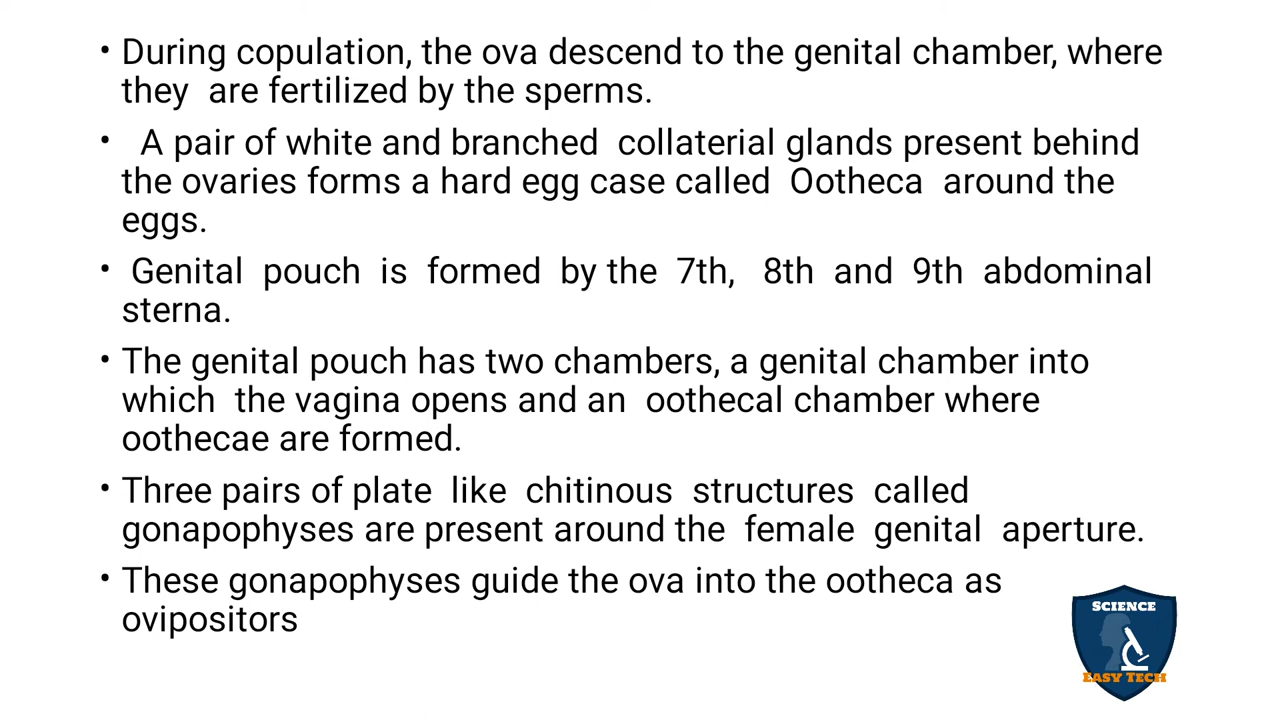 • During copulation, the ova descend to the genital chamber, where
they are fertilized by the sperms.
• A pair of white and branched collaterial glands present behind
the ovaries forms a hard egg case called Ootheca around the
eggs.
• Genital pouch is formed by the 7th, 8th and 9th abdominal
sterna.
• The genital pouch has two chambers, a genital chamber into
which the vagina opens and an oothecal chamber where
oothecae are formed.
• Three pairs of plate like chitinous structures called
gonapophyses are present around the female genital aperture.
• These gonapophyses guide the ova into the ootheca as
ovipositors
SCIENCE
EASY TECH